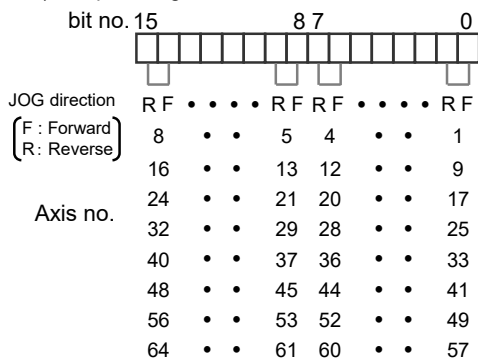 bit no. 15 8 7 0
JOG direction R F • • • • R F R F • • • • R F
F : Forward
R : Reverse
8 • • 5 4 • • 1
16 • • 13 12 • • 9
24 • • 21 20 • • 17
Axis no.
32 • • 29 28 • • 25
40 • • 37 36 • • 33
48 • • 45 44 • • 41
56 • • 53 52 • • 49
64 • • 61 60 • • 57